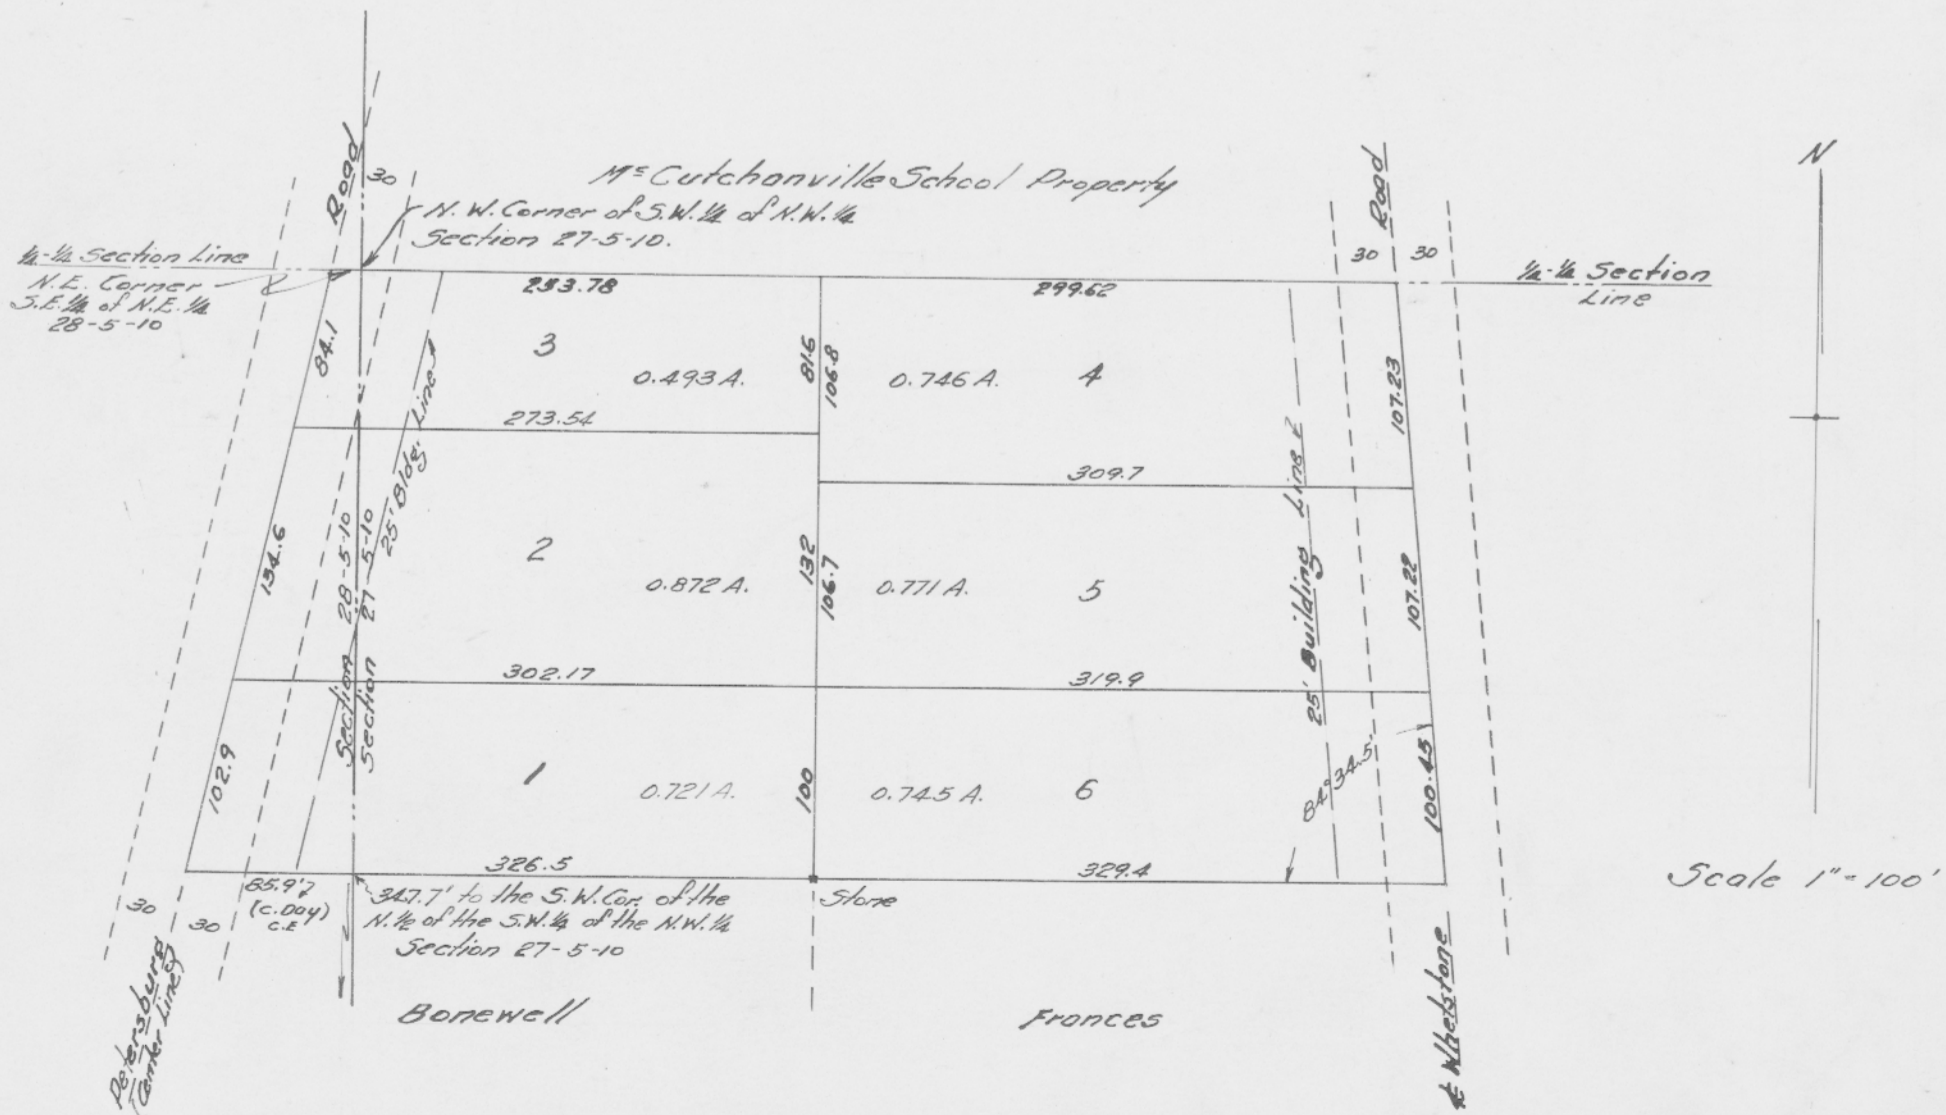 N
Road
30
Mc Cutchanville School Property
Road
N. W. Corner of S.W. ¼ of N.W. ¼
Section 27-5-10.
¼-¼ Section Line
N.E. Corner
S.E. ¼ of N.E. ¼
28-5-10
30 30
¼-¼ Section
Line
253.78
299.62
84.1
3
0.493 A.
81.6
106.8
0.746 A.
4
107.23
273.54
309.7
25' Bldg. Line
134.6
Section 28-5-10
Section 27-5-10
2
0.872 A.
132
106.7
0.771 A.
5
25' Building Line
107.22
302.17
319.9
102.9
1
0.721 A.
100
0.745 A.
6
84° 34.5'
100.45
326.5
329.4
Scale 1" = 100'
85.9'
(C. Day)
C.E
30
30
347.7' to the S.W. Cor. of the
N. ½ of the S.W. ¼ of the N.W. ¼
Section 27-5-10
Stone
Petersburg
(Center Line)
Bonewell
Frances
℄ Whetstone